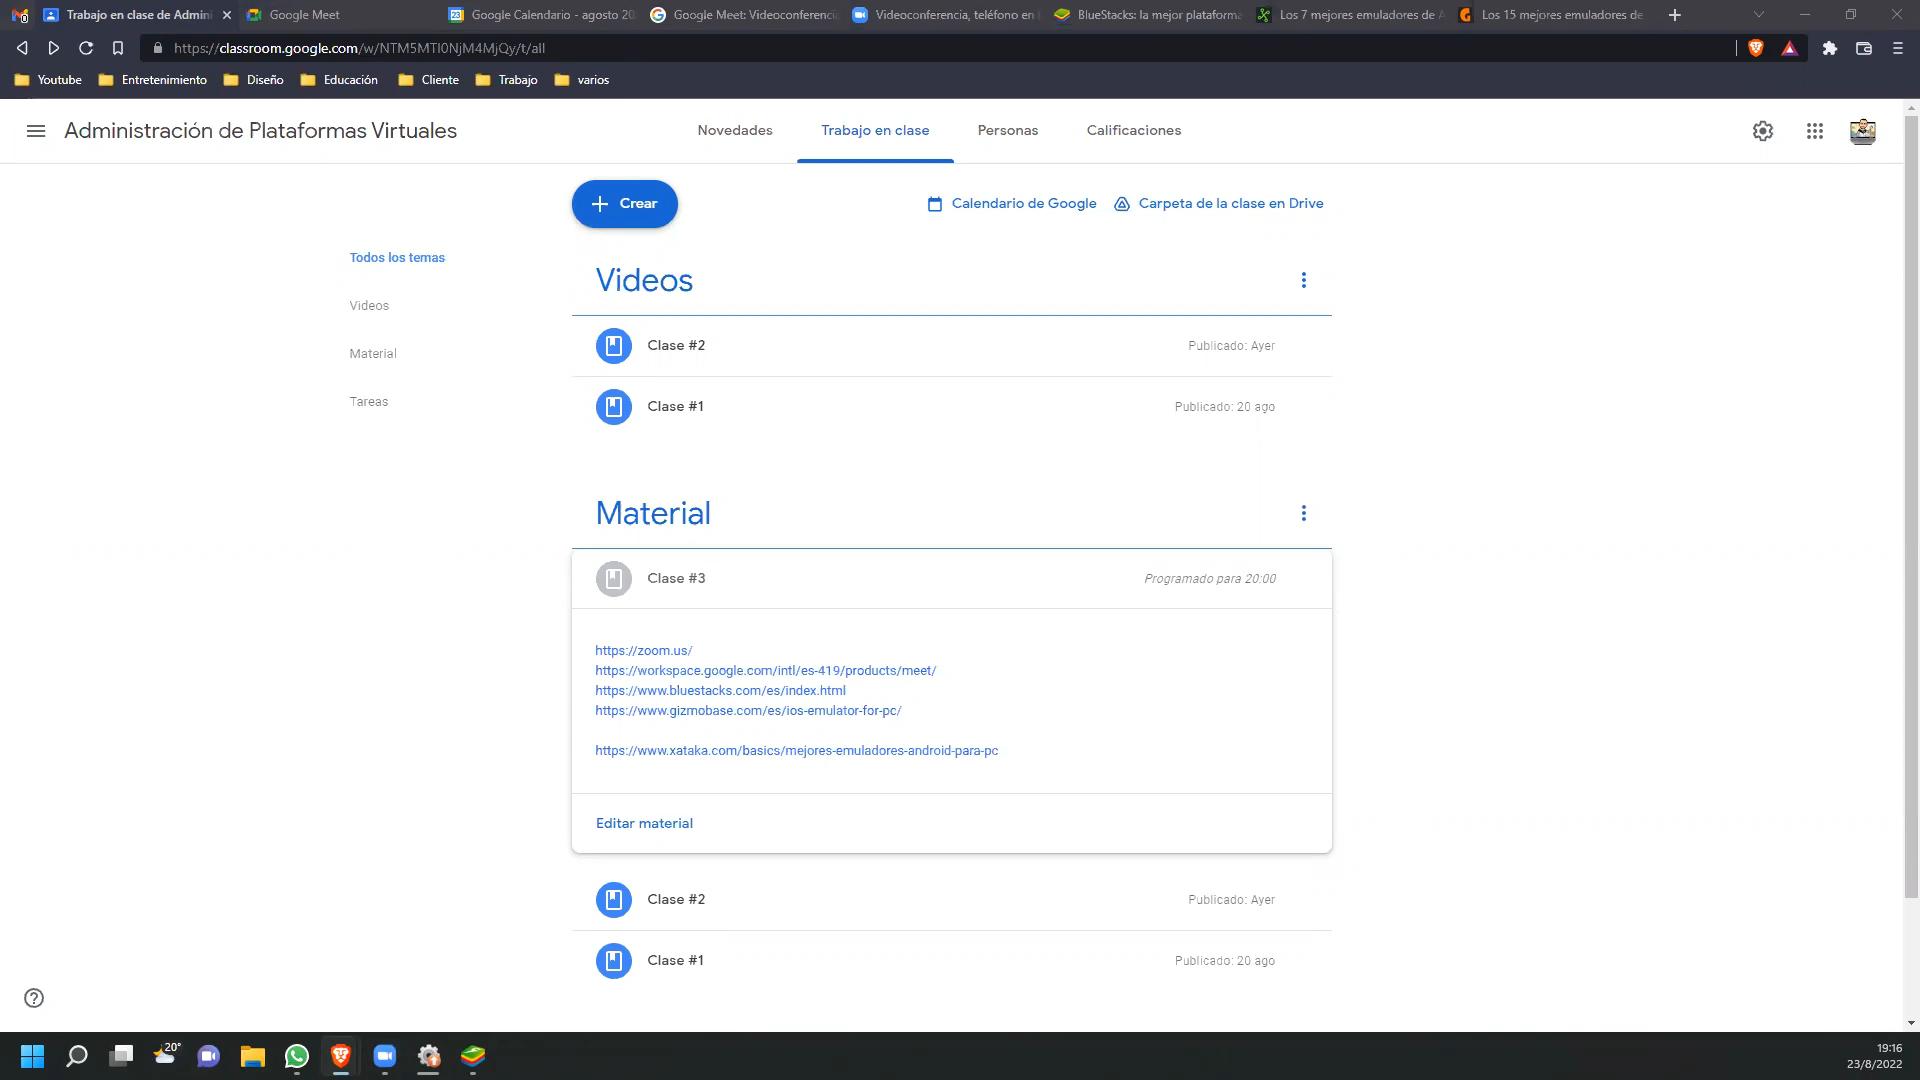 Trabajo en clase de Admini
Google Meet
Google Calendario - agosto 20
Google Meet: Videoconferencia
Videoconferencia, teléfono en
BlueStacks: la mejor plataforma
Los 7 mejores emuladores de A
Los 15 mejores emuladores de
https://classroom.google.com/w/NTM5MTI0NjM4MjQy/t/all
Youtube
Entretenimiento
Diseño
Educación
Cliente
Trabajo
varios
Administración de Plataformas Virtuales
Novedades
Trabajo en clase
Personas
Calificaciones
Crear
Calendario de Google
Carpeta de la clase en Drive
Todos los temas
Videos
Material
Tareas
Videos
Clase #2
Publicado: Ayer
Clase #1
Publicado: 20 ago
Material
Clase #3
Programado para 20:00
https://zoom.us/
https://workspace.google.com/intl/es-419/products/meet/
https://www.bluestacks.com/es/index.html
https://www.gizmobase.com/es/ios-emulator-for-pc/
https://www.xataka.com/basics/mejores-emuladores-android-para-pc
Editar material
Clase #2
Publicado: Ayer
Clase #1
Publicado: 20 ago
20°
19:16
23/8/2022